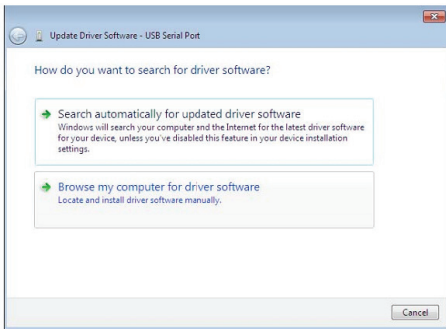 Update Driver Software - USB Serial Port
How do you want to search for driver software?
Search automatically for updated driver software
Windows will search your computer and the Internet for the latest driver software
for your device, unless you've disabled this feature in your device installation
settings.
Browse my computer for driver software
Locate and install driver software manually.
Cancel